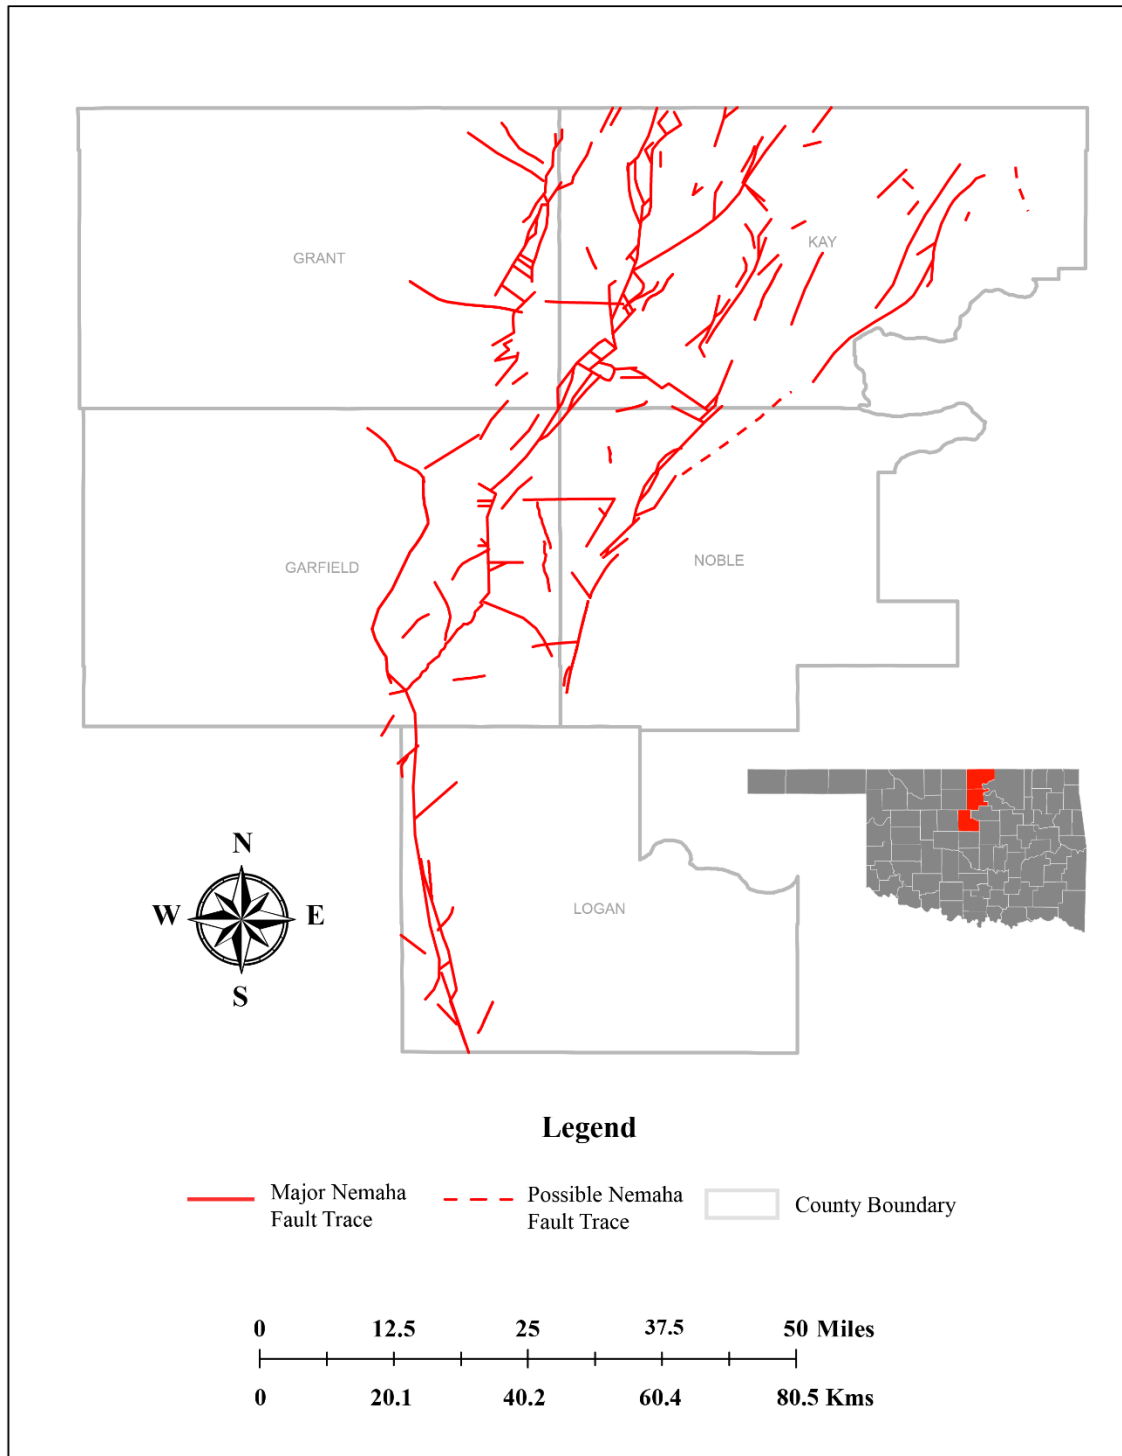 GRANT
KAY
GARFIELD
NOBLE
N
W E
S
LOGAN
Legend
Major Nemaha
Fault Trace
Possible Nemaha
Fault Trace
County Boundary
0 12.5 25 37.5 50 Miles
0 20.1 40.2 60.4 80.5 Kms